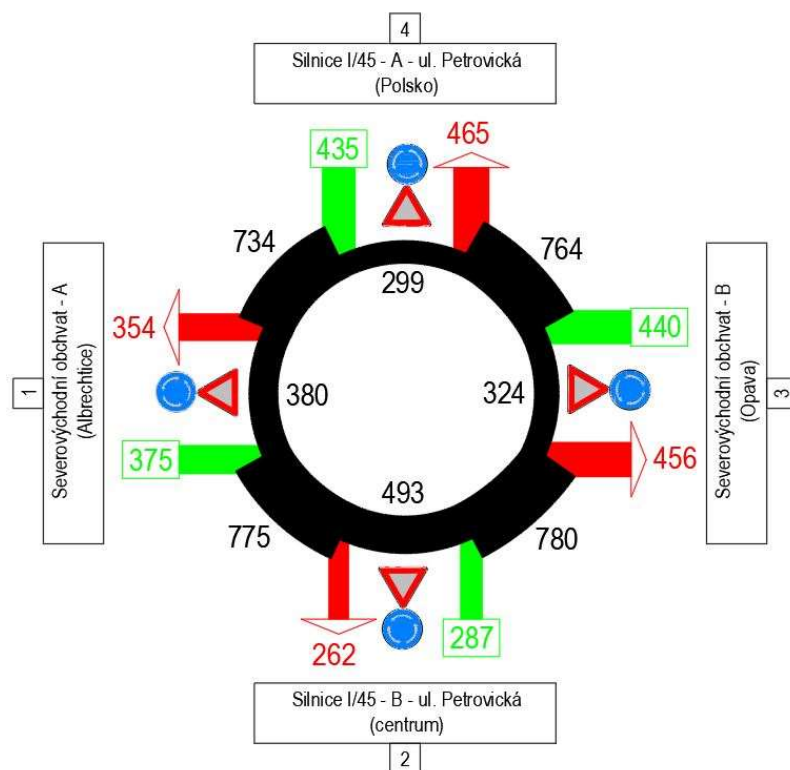 4
Silnice I/45 - A - ul. Petrovická
(Polsko)
435
465
734
764
299
1
Severovýchodní obchvat - A
(Albrechtice)
354
380
324
440
Severovýchodní obchvat - B
(Opava)
3
375
456
493
775
780
262
287
Silnice I/45 - B - ul. Petrovická
(centrum)
2